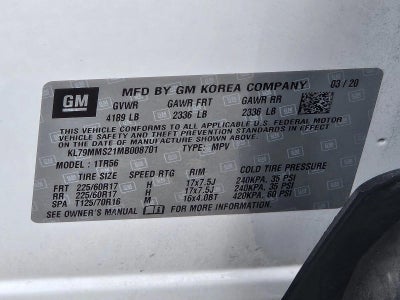 GM
MFD BY GM KOREA COMPANY 03/20
GVWR GAWR FRT GAWR RR
4189 LB 2336 LB 2336 LB
THIS VEHICLE CONFORMS TO ALL APPLICABLE U.S. FEDERAL MOTOR
VEHICLE SAFETY AND THEFT PREVENTION STANDARDS IN EFFECT ON THE
DATE OF MANUFACTURE SHOWN ABOVE.
KL79MMS21MB008701 TYPE: MPV
MODEL: 1TR56
TIRE SIZE SPEED RTG RIM COLD TIRE PRESSURE
FRT 225/60R17 H 17x7.5J 240KPA, 35 PSI
RR 225/60R17 H 17x7.5J 240KPA, 35 PSI
SPA T125/70R16 M 16x4.0BT 420KPA, 60 PSI
SEE OWNER'S MANUAL FOR MORE INFORMATION.